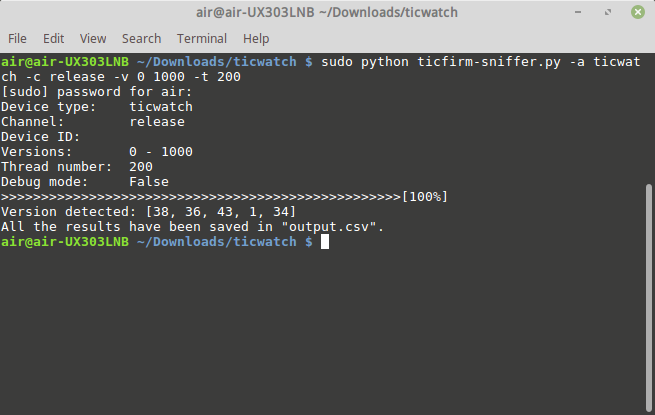 air@air-UX303LNB ~/Downloads/ticwatch
File Edit View Search Terminal Help
air@air-UX303LNB ~/Downloads/ticwatch $ sudo python ticfirm-sniffer.py -a ticwat
ch -c release -v 0 1000 -t 200
[sudo] password for air:
Device type: ticwatch
Channel: release
Device ID:
Versions: 0 - 1000
Thread number: 200
Debug mode: False
>>>>>>>>>>>>>>>>>>>>>>>>>>>>>>>>>>>>>>>>>>>>>>>>>>[100%]
Version detected: [38, 36, 43, 1, 34]
All the results have been saved in "output.csv".
air@air-UX303LNB ~/Downloads/ticwatch $